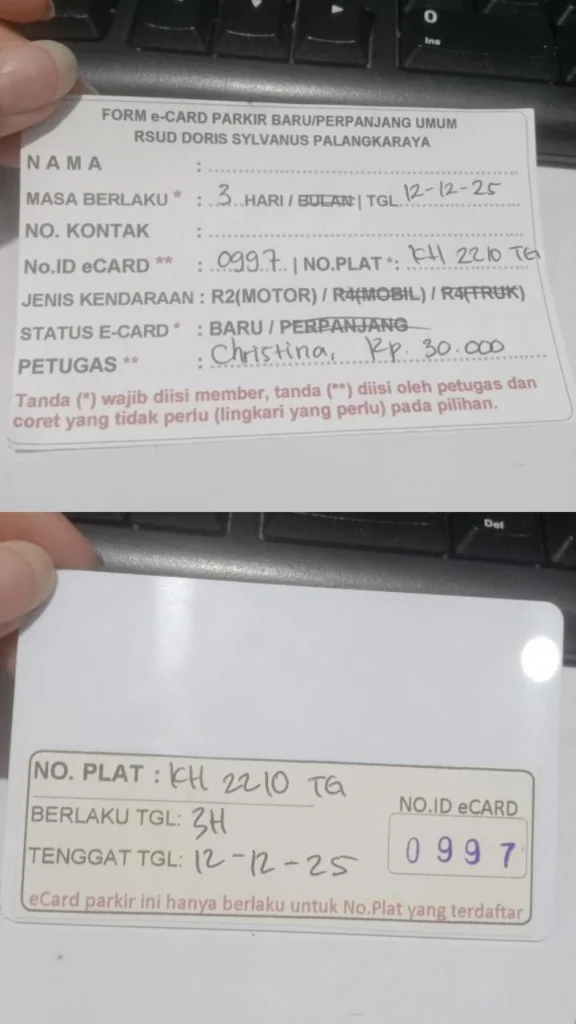 0
Ins
FORM e-CARD PARKIR BARU/PERPANJANG UMUM
RSUD DORIS SYLVANUS PALANGKARAYA
NAMA :
MASA BERLAKU * : 3 HARI / BULAN | TGL 12-12-25
NO. KONTAK :
No.ID eCARD ** : 0997 | NO.PLAT *: KH 2210 TG
JENIS KENDARAAN : R2(MOTOR) / R4(MOBIL) / R4(TRUK)
STATUS E-CARD * : BARU / PERPANJANG
PETUGAS ** : Christina, Rp. 30.000
Tanda (*) wajib diisi member, tanda (**) diisi oleh petugas dan
coret yang tidak perlu (lingkari yang perlu) pada pilihan.
Del
NO. PLAT : KH 2210 TG
BERLAKU TGL: 3H
TENGGAT TGL: 12-12-25
NO.ID eCARD
0997
eCard parkir ini hanya berlaku untuk No.Plat yang terdaftar